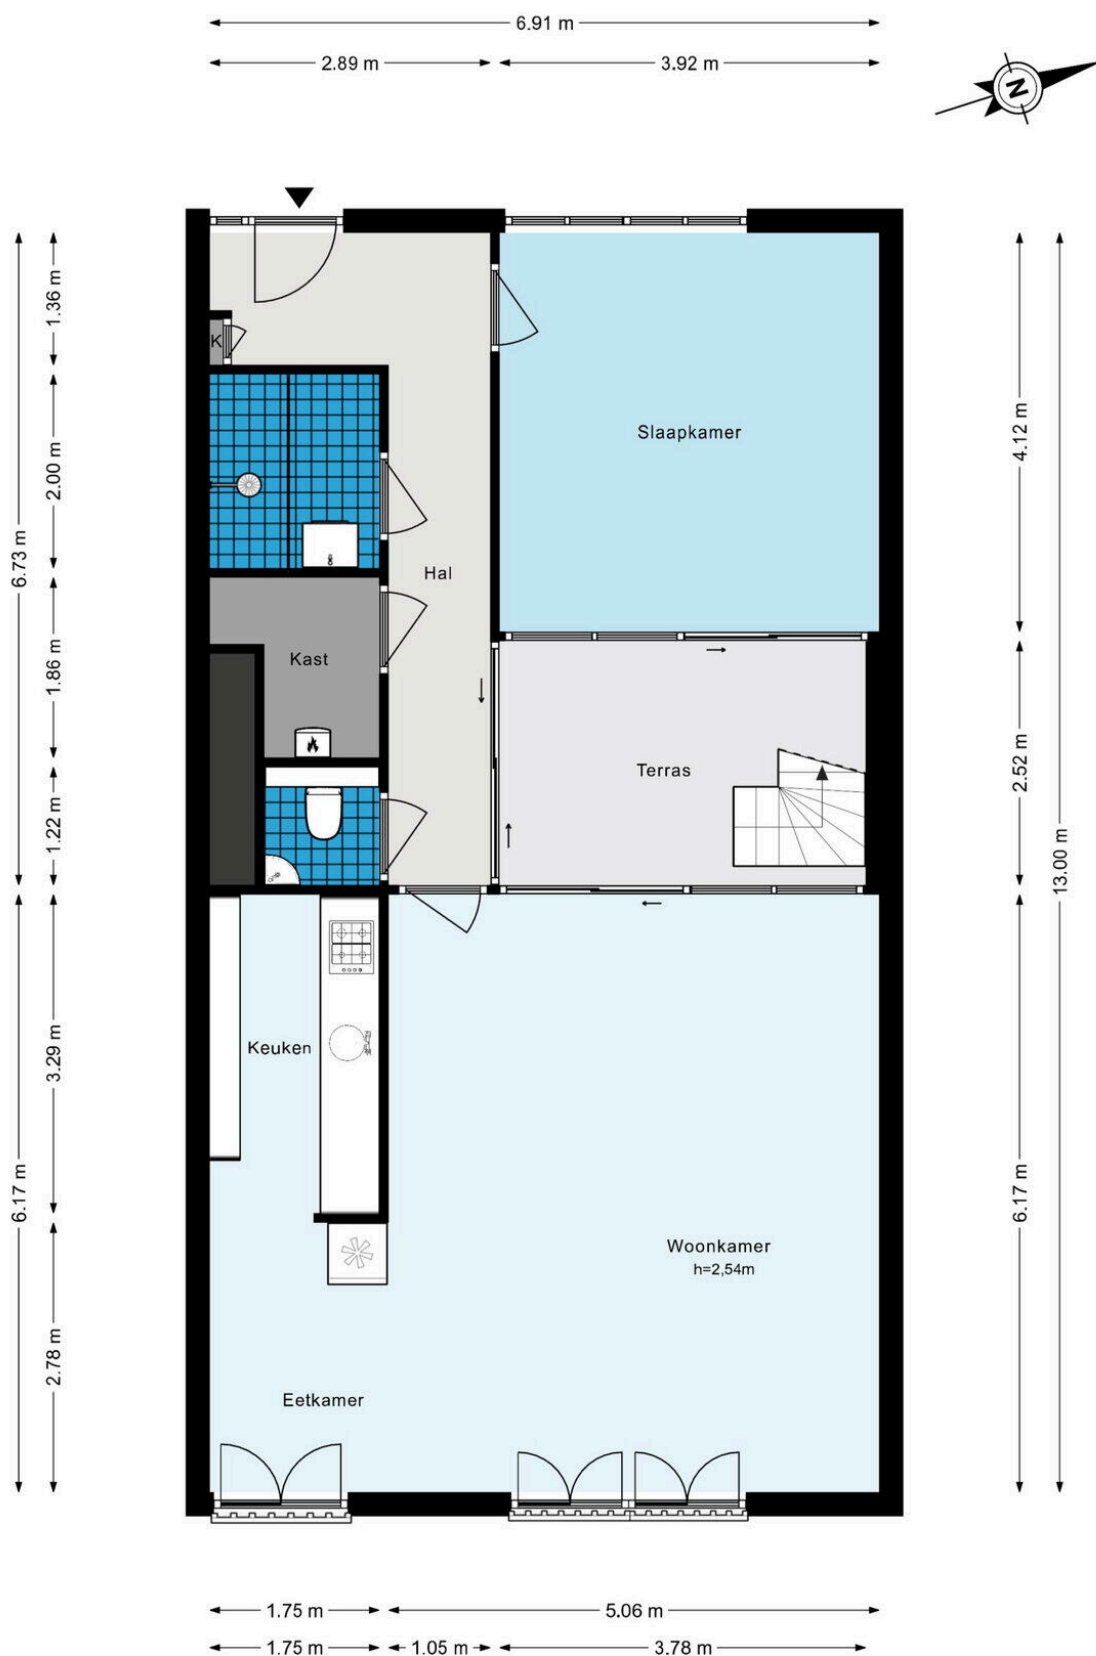 6.91 m
2.89 m
3.92 m
N
1.36 m
2.00 m
6.73 m
1.86 m
1.22 m
3.29 m
6.17 m
2.78 m
K
Slaapkamer
Hal
Kast
Terras
Keuken
Woonkamer
h=2,54m
Eetkamer
4.12 m
2.52 m
13.00 m
6.17 m
1.75 m
5.06 m
1.75 m
1.05 m
3.78 m